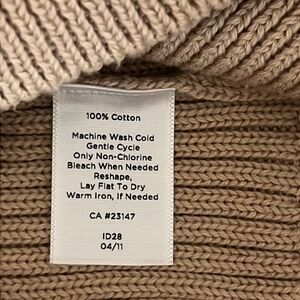 100% Cotton
Machine Wash Cold
Gentle Cycle
Only Non-Chlorine
Bleach When Needed
Reshape,
Lay Flat To Dry
Warm Iron, If Needed
CA #23147
ID28
04/11